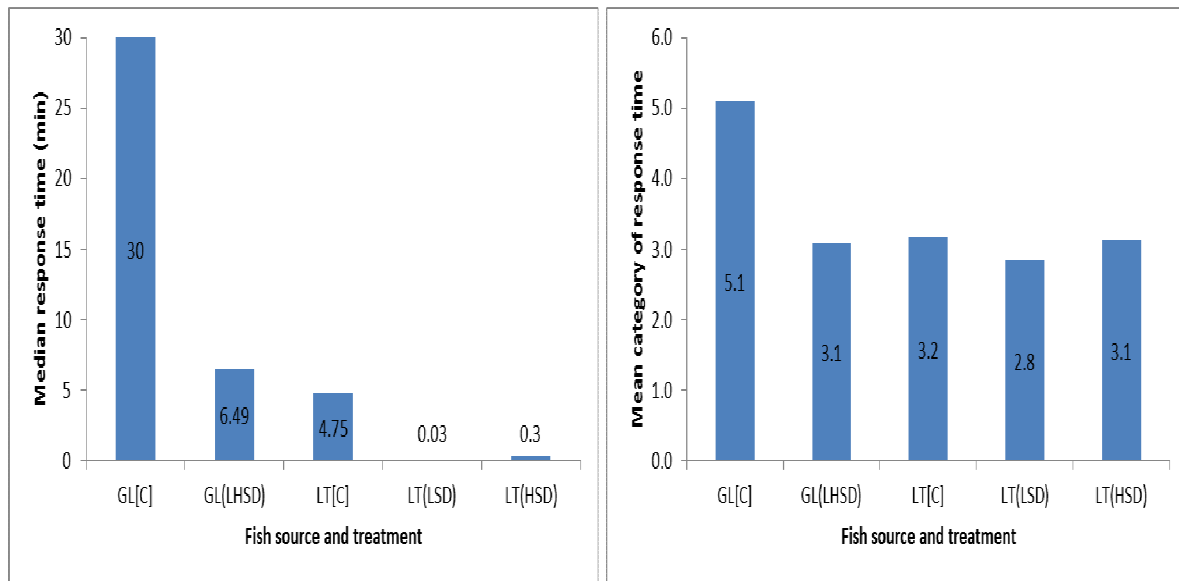 Median response time (min)
30
25
20
15
10
5
0
30
6.49
4.75
0.03
0.3
GL[C]
GL(LHSD)
LT[C]
LT(LSD)
LT(HSD)
Fish source and treatment
Mean category of response time
6.0
5.0
4.0
3.0
2.0
1.0
0.0
5.1
3.1
3.2
2.8
3.1
GL[C]
GL(LHSD)
LT[C]
LT(LSD)
LT(HSD)
Fish source and treatment